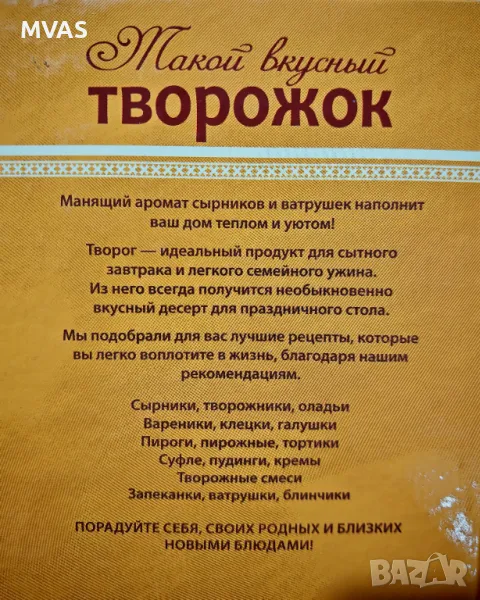 MVAS
Такой вкусный
ТВОРОЖОК
Манящий аромат сырников и ватрушек наполнит
ваш дом теплом и уютом!
Творог — идеальный продукт для сытного
завтрака и легкого семейного ужина.
Из него всегда получится необыкновенно
вкусный десерт для праздничного стола.
Мы подобрали для вас лучшие рецепты, которые
вы легко воплотите в жизнь, благодаря нашим
рекомендациям.
Сырники, творожники, оладьи
Вареники, клецки, галушки
Пироги, пирожные, тортики
Суфле, пудинги, кремы
Творожные смеси
Запеканки, ватрушки, блинчики
ПОРАДУЙТЕ СЕБЯ, СВОИХ РОДНЫХ И БЛИЗКИХ
НОВЫМИ БЛЮДАМИ!
BAZAR